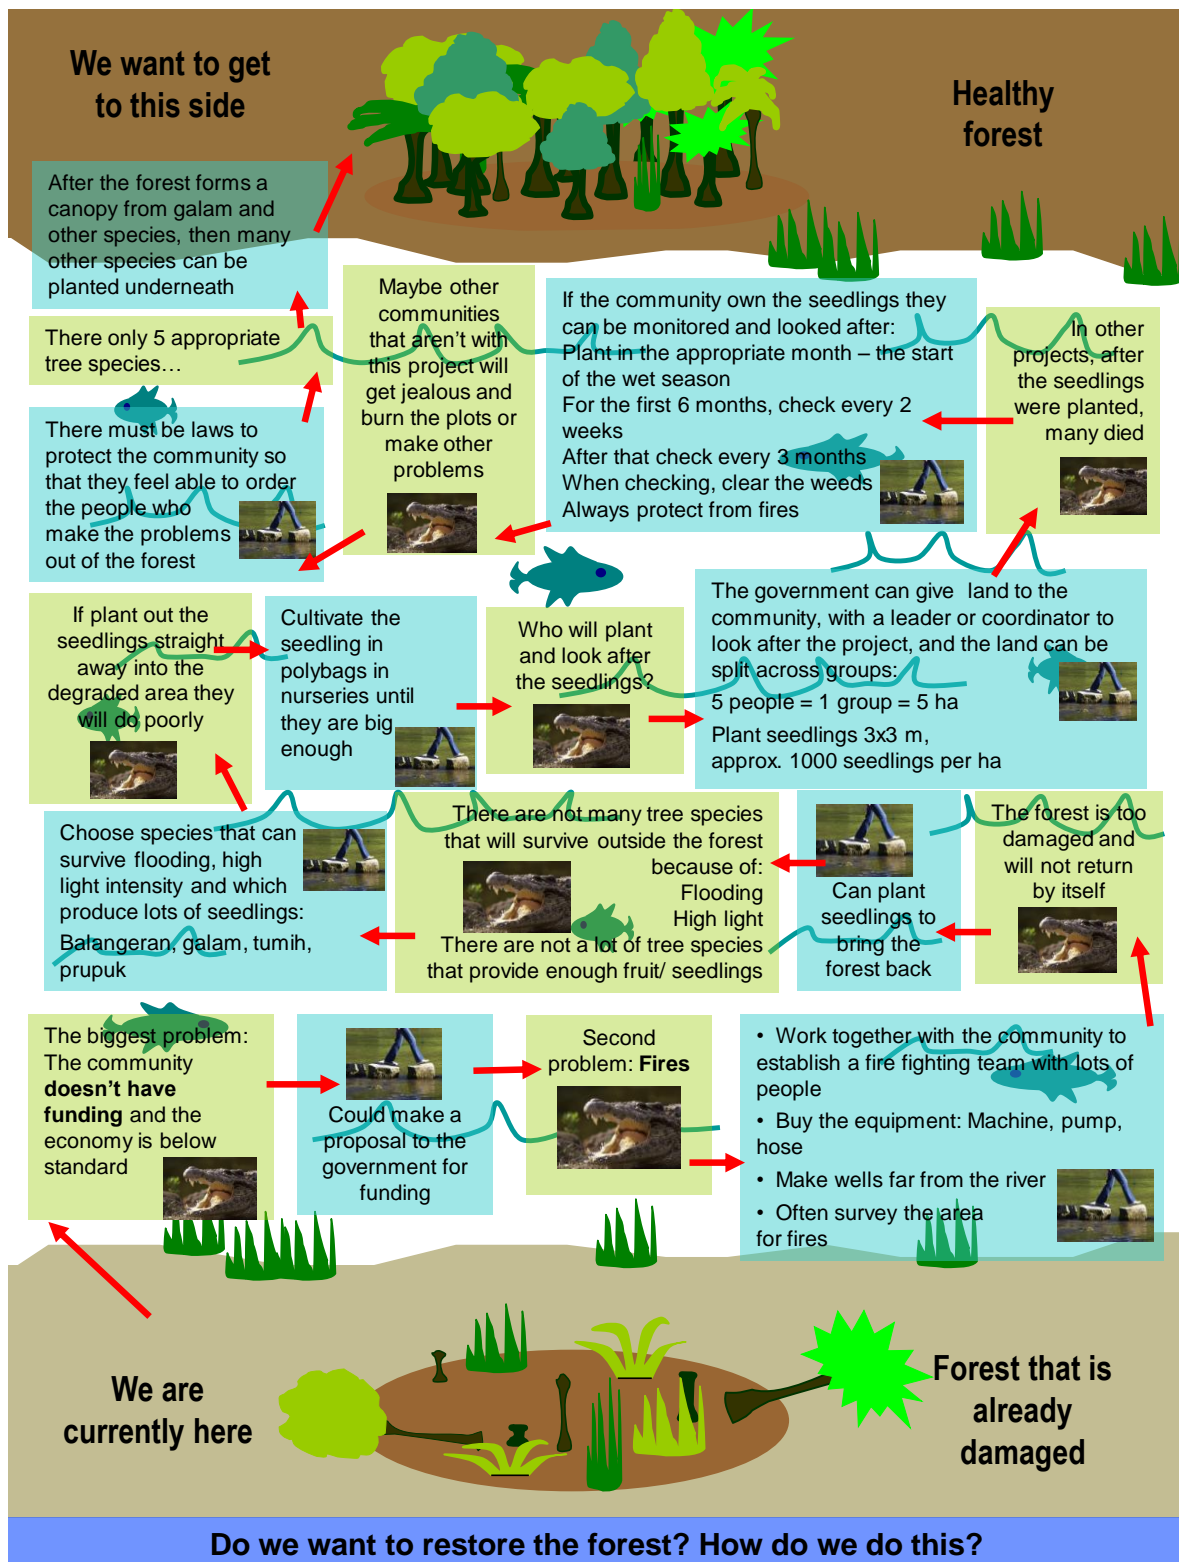 We want to get
to this side
Healthy
forest
After the forest forms a
canopy from galam and
other species, then many
other species can be
planted underneath
There only 5 appropriate
tree species…
There must be laws to
protect the community so
that they feel able to order
the people who
make the problems
out of the forest
Maybe other
communities
that aren’t with
this project will
get jealous and
burn the plots or
make other
problems
If the community own the seedlings they
can be monitored and looked after:
Plant in the appropriate month – the start
of the wet season
For the first 6 months, check every 2
weeks
After that check every 3 months
When checking, clear the weeds
Always protect from fires
In other
projects, after
the seedlings
were planted,
many died
If plant out the
seedlings straight
away into the
degraded area they
will do poorly
Cultivate the
seedling in
polybags in
nurseries until
they are big
enough
Who will plant
and look after
the seedlings?
The government can give land to the
community, with a leader or coordinator to
look after the project, and the land can be
split across groups:
5 people = 1 group = 5 ha
Plant seedlings 3x3 m,
approx. 1000 seedlings per ha
Choose species that can
survive flooding, high
light intensity and which
produce lots of seedlings:
Balangeran, galam, tumih,
prupuk
There are not many tree species
that will survive outside the forest
because of:
Flooding
High light
There are not a lot of tree species
that provide enough fruit/ seedlings
Can plant
seedlings to
bring the
forest back
The forest is too
damaged and
will not return
by itself
The biggest problem:
The community
doesn’t have
funding and the
economy is below
standard
Could make a
proposal to the
government for
funding
Second
problem: Fires
• Work together with the community to
establish a fire fighting team with lots of
people
• Buy the equipment: Machine, pump,
hose
• Make wells far from the river
• Often survey the area
for fires
We are
currently here
Forest that is
already
damaged
Do we want to restore the forest? How do we do this?